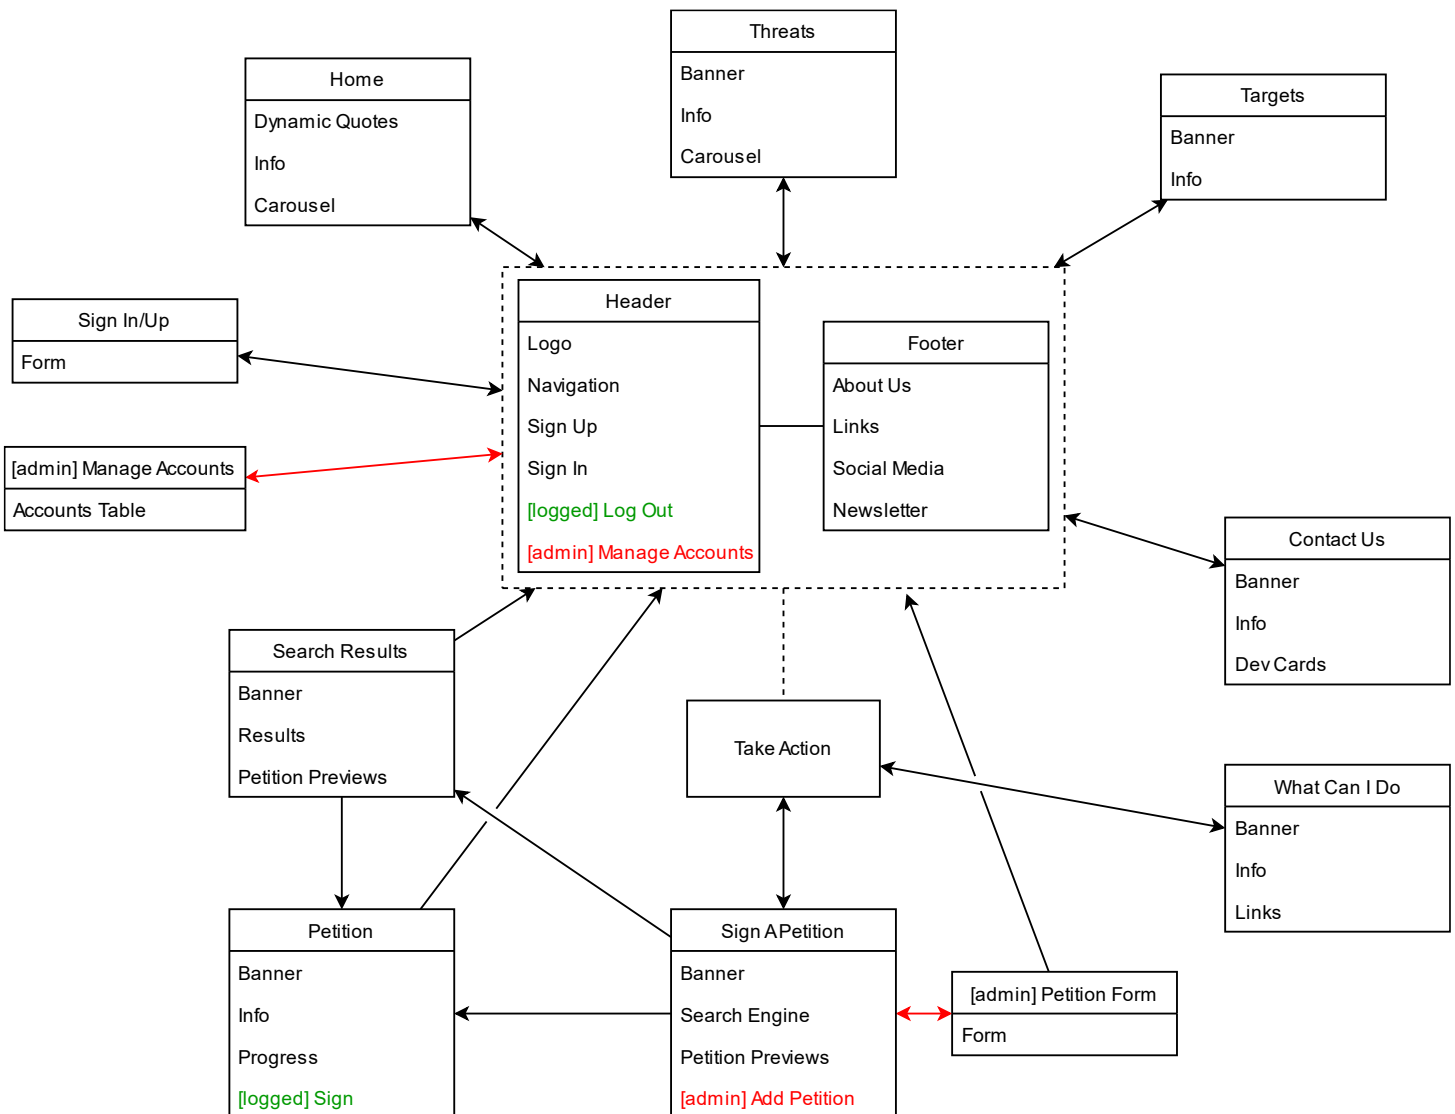 Threats
Banner
Info
Carousel
Home
Dynamic Quotes
Info
Carousel
Targets
Banner
Info
Sign In/Up
Form
[admin] Manage Accounts
Accounts Table
Header
Logo
Navigation
Sign Up
Sign In
[logged] Log Out
[admin] Manage Accounts
Footer
About Us
Links
Social Media
Newsletter
Contact Us
Banner
Info
Dev Cards
Search Results
Banner
Results
Petition Previews
Take Action
What Can I Do
Banner
Info
Links
Petition
Banner
Info
Progress
[logged] Sign
Sign A Petition
Banner
Search Engine
Petition Previews
[admin] Add Petition
[admin] Petition Form
Form